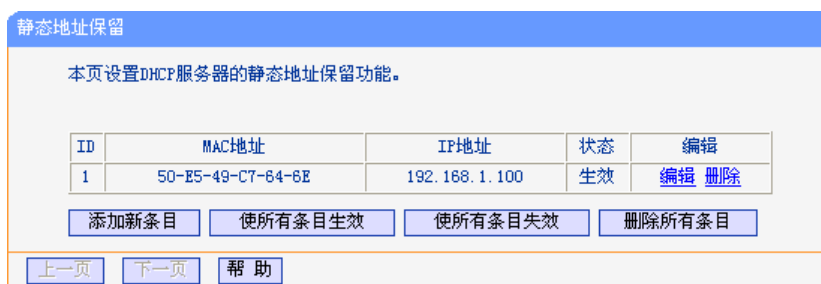 静态地址保留
本页设置DHCP服务器的静态地址保留功能。
ID MAC地址 IP地址 状态 编辑
1 50-E5-49-C7-64-6E 192.168.1.100 生效 编辑 删除
添加新条目 使所有条目生效 使所有条目失效 删除所有条目
上一页 下一页 帮 助